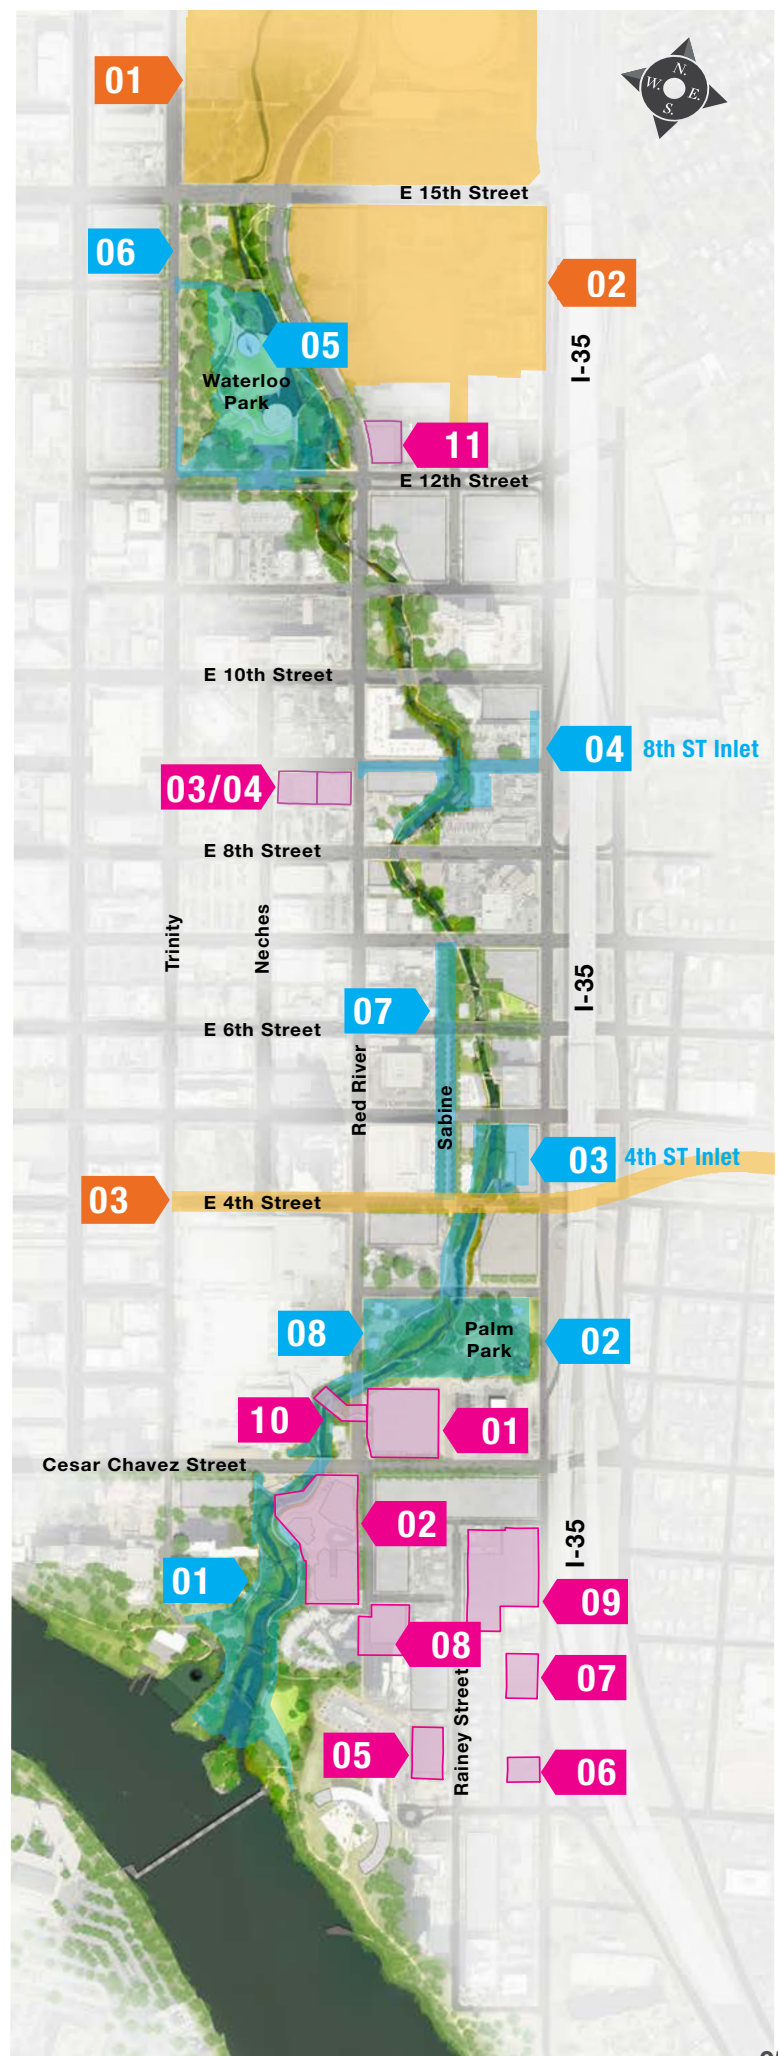 01
N.
W.
E.
S.
E 15th Street
06
02
05
I-35
Waterloo
Park
11
E 12th Street
E 10th Street
04
8th ST Inlet
03/04
E 8th Street
Trinity
Neches
I-35
07
E 6th Street
Red River
Sabine
03
4th ST Inlet
03
E 4th Street
08
Palm
Park
02
10
01
Cesar Chavez Street
02
I-35
01
09
08
07
Rainey Street
05
06